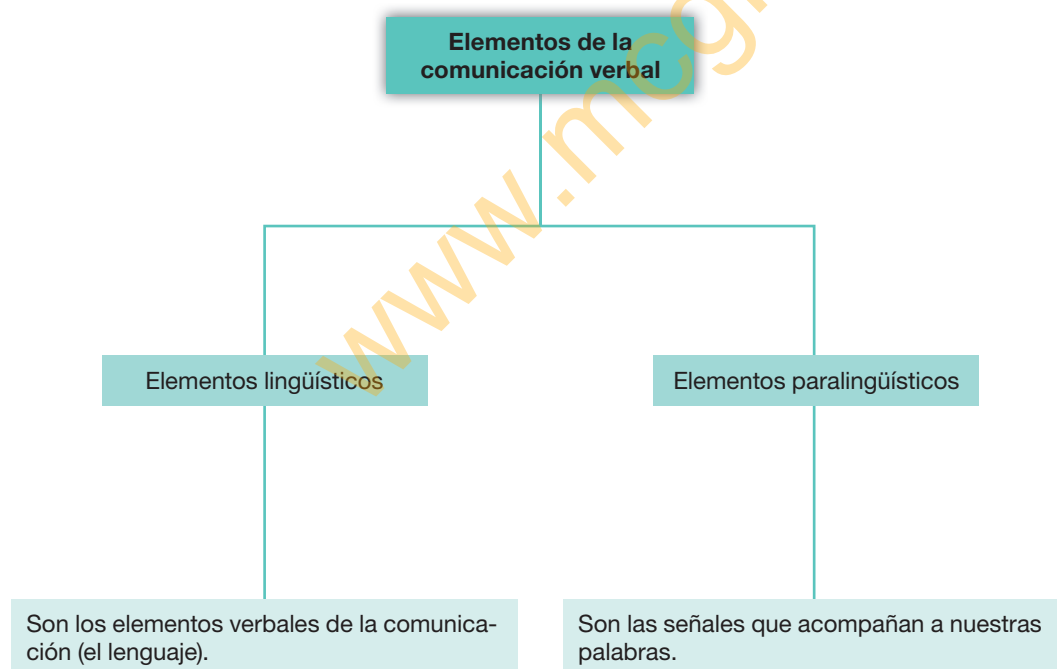 Elementos de la
comunicación verbal
Elementos lingüísticos
Elementos paralingüísticos
Son los elementos verbales de la comunica-
ción (el lenguaje).
Son las señales que acompañan a nuestras
palabras.